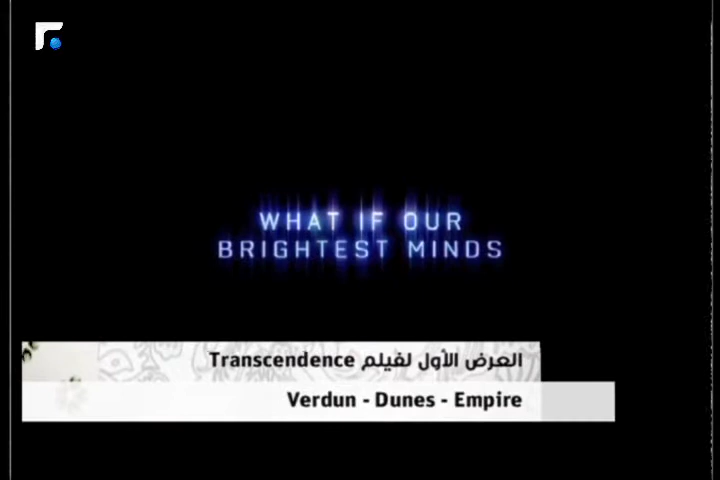 WHAT IF OUR
BRIGHTEST MINDS
العرض الأول لفيلم Transcendence
Verdun - Dunes - Empire